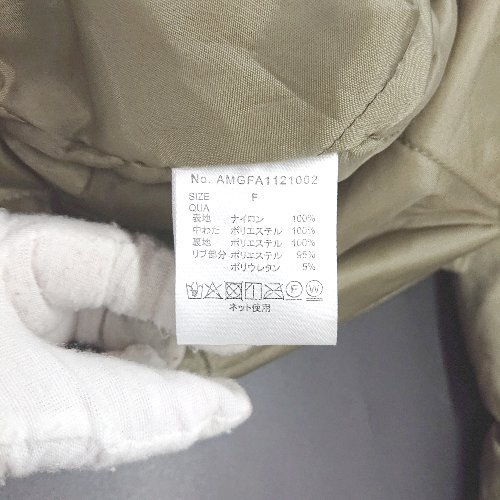 No. AMGFA1121002
SIZE F
QUA
表地 ナイロン 100%
中わた ポリエステル 100%
裏地 ポリエステル 100%
リブ部分 ポリエステル 95%
ポリウレタン 5%
F W
ネット使用